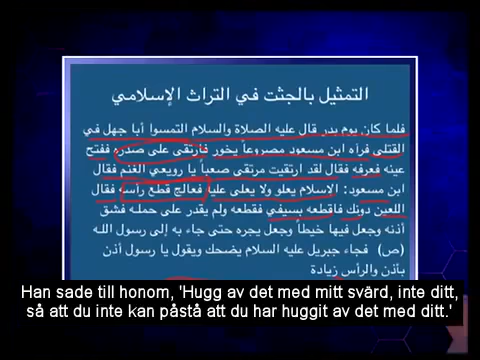 التمثيل بالجثث في التراث الإسلامي
فلما كان يوم بدر قال عليه الصلاة والسلام التمسوا أبا جهل في
القتلى فرآه ابن مسعود مصروعاً يخور فارتقى على صدره ففتح
عينه فعرفه فقال لقد ارتقيت مرتقى صعباً يا رويعي الغنم فقال
ابن مسعود: الإسلام يعلو ولا يعلى عليه فعالج قطع رأسه فقال
اللعين دونك فاقطعه بسيفي فقطعه ولم يقدر على حمله فشق
أذنه وجعل فيها خيطاً وجعل يجره حتى جاء به إلى رسول الله
(ص) فجاء جبريل عليه السلام يضحك ويقول يا رسول أذن
بأذن والرأس زيادة
Han sade till honom, 'Hugg av det med mitt svärd, inte ditt,
så att du inte kan påstå att du har huggit av det med ditt.'